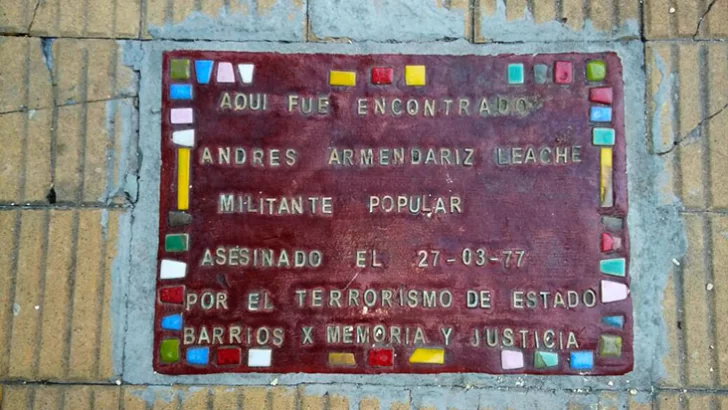 AQUI FUE ENCONTRADO
ANDRES ARMENDARIZ LEACHE
MILITANTE POPULAR
ASESINADO EL 27-03-77
POR EL TERRORISMO DE ESTADO
BARRIOS X MEMORIA Y JUSTICIA